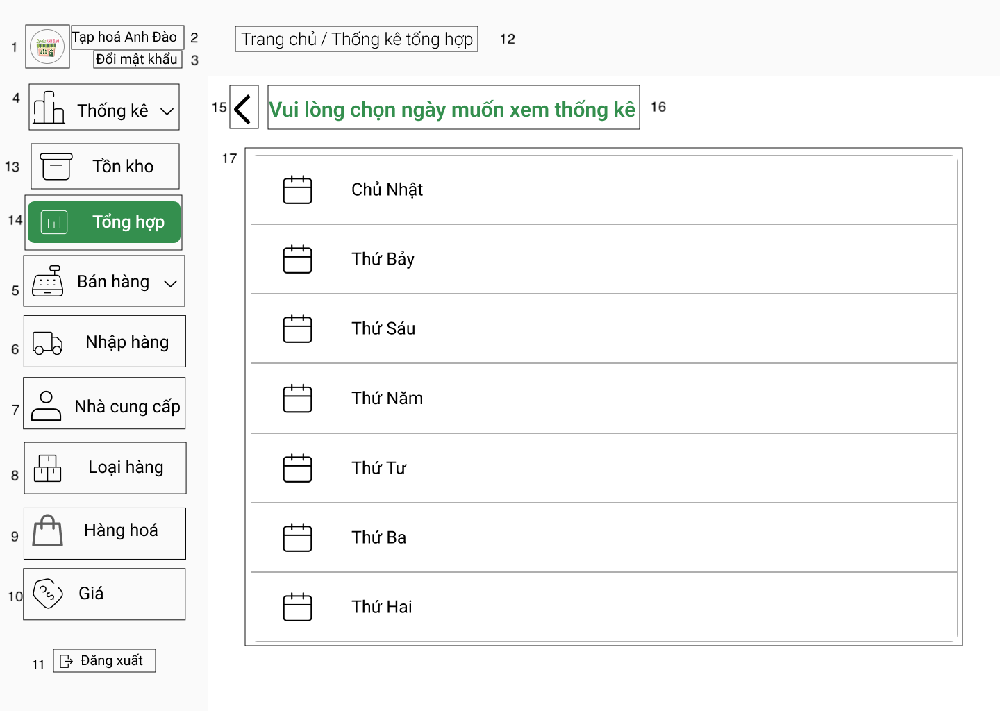 1
Tạp hoá Anh Đào
2
Đổi mật khẩu
3
Trang chủ / Thống kê tổng hợp
12
4
Thống kê
13
Tồn kho
14
Tổng hợp
5
Bán hàng
6
Nhập hàng
7
Nhà cung cấp
8
Loại hàng
9
Hàng hoá
10
Giá
11
Đăng xuất
15
Vui lòng chọn ngày muốn xem thống kê
16
17
Chủ Nhật
Thứ Bảy
Thứ Sáu
Thứ Năm
Thứ Tư
Thứ Ba
Thứ Hai